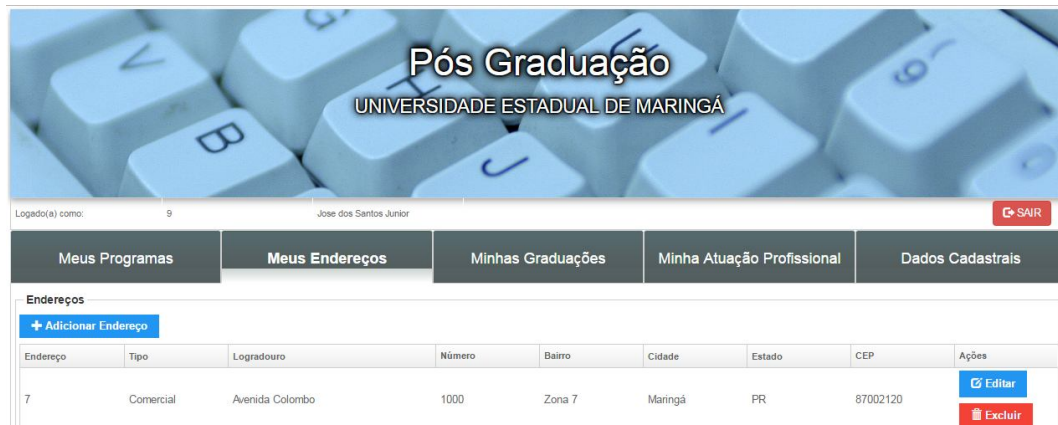 Pós Graduação
UNIVERSIDADE ESTADUAL DE MARINGÁ
V
G
H
J
B
I
9
Logado(a) como: 9 Jose dos Santos Junior SAIR
Meus Programas Meus Endereços Minhas Graduações Minha Atuação Profissional Dados Cadastrais
Endereços
Adicionar Endereço
Endereço Tipo Logradouro Número Bairro Cidade Estado CEP Ações
7 Comercial Avenida Colombo 1000 Zona 7 Maringá PR 87002120 Editar
Excluir